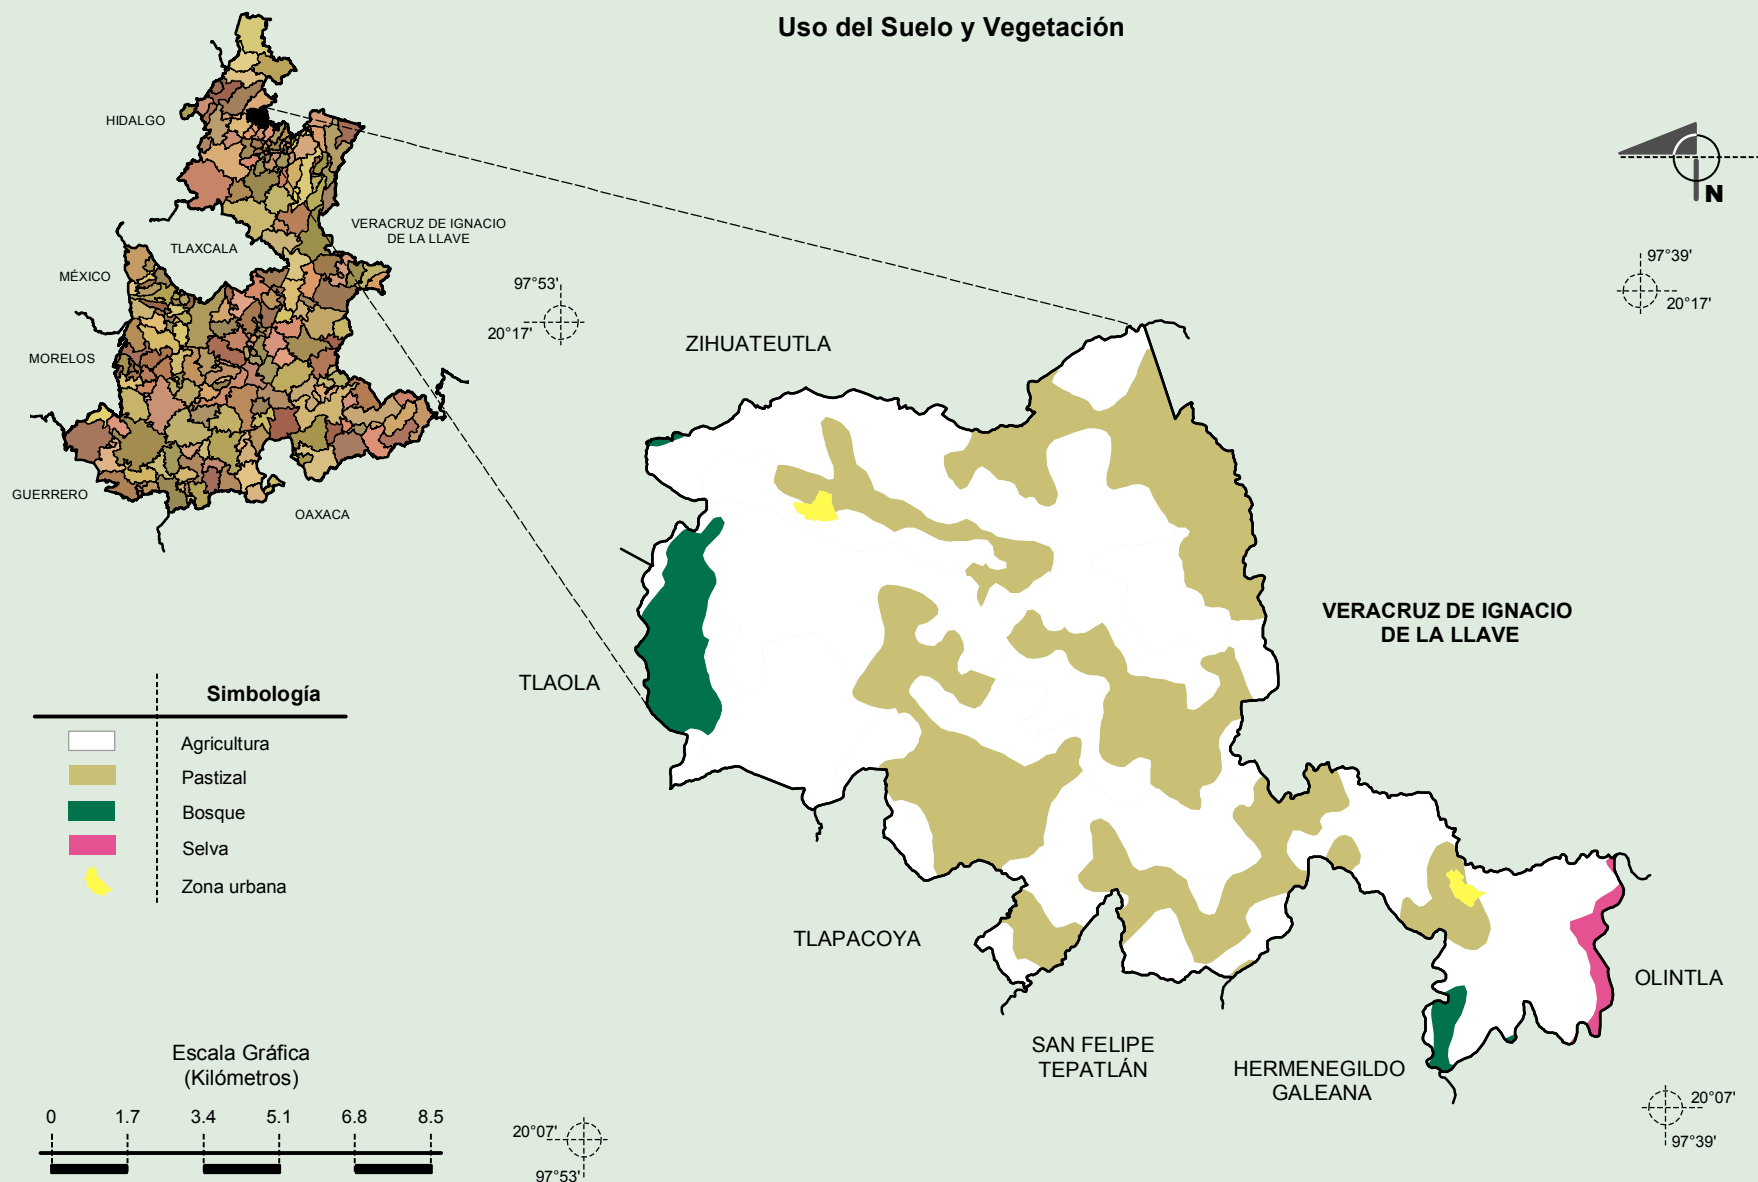 Uso del Suelo y Vegetación
HIDALGO
TLAXCALA
VERACRUZ DE IGNACIO
DE LA LLAVE
MÉXICO
MORELOS
GUERRERO
OAXACA
N
97°53'
20°17'
97°39'
20°17'
ZIHUATEUTLA
VERACRUZ DE IGNACIO
DE LA LLAVE
TLAOLA
TLAPACOYA
SAN FELIPE
TEPATLÁN
HERMENEGILDO
GALEANA
OLINTLA
Simbología
Agricultura
Pastizal
Bosque
Selva
Zona urbana
Escala Gráfica
(Kilómetros)
0 1.7 3.4 5.1 6.8 8.5
20°07'
97°53'
20°07'
97°39'